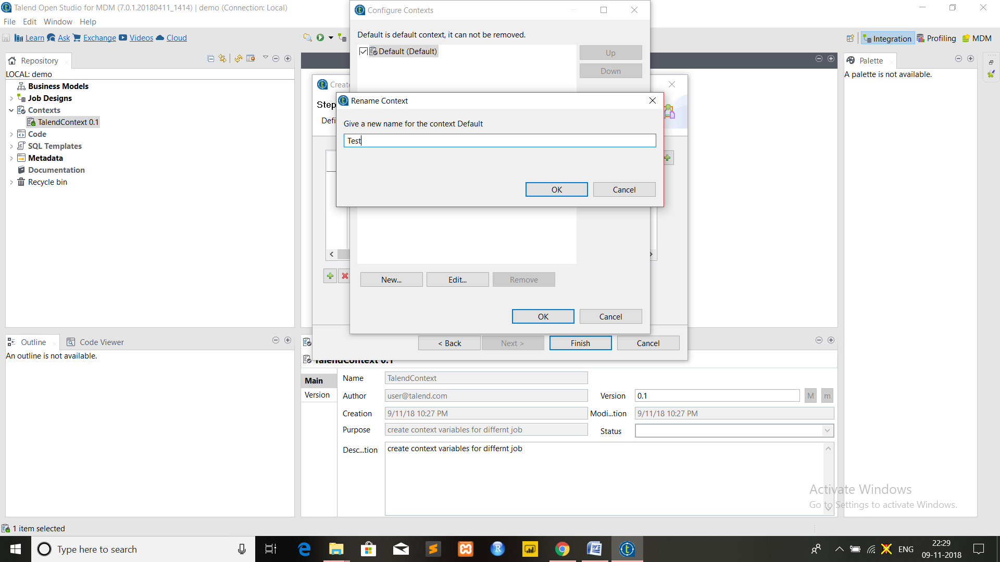 Talend Open Studio for MDM (7.0.1.20180411_1414) | demo (Connection: Local)
File Edit Window Help
Learn Ask Exchange Videos Cloud
Integration Profiling MDM
Configure Contexts
Default is default context, it can not be removed.
Default (Default)
Up
Down
Repository
LOCAL: demo
Business Models
Job Designs
Contexts
TalendContext 0.1
Code
SQL Templates
Metadata
Documentation
Recycle bin
Palette
A palette is not available.
Create
Step
Defi
Rename Context
Give a new name for the context Default
Test
OK Cancel
New... Edit... Remove
OK Cancel
< Back Next > Finish Cancel
Outline Code Viewer
An outline is not available.
TalendContext 0.1
Main
Version
Name TalendContext
Author user@talend.com Version 0.1 M m
Creation 9/11/18 10:27 PM Modi...tion 9/11/18 10:27 PM
Purpose create context variables for differnt job Status
Desc...tion create context variables for differnt job
Activate Windows
Go to Settings to activate Windows.
1 item selected
Type here to search
ENG
22:29
09-11-2018